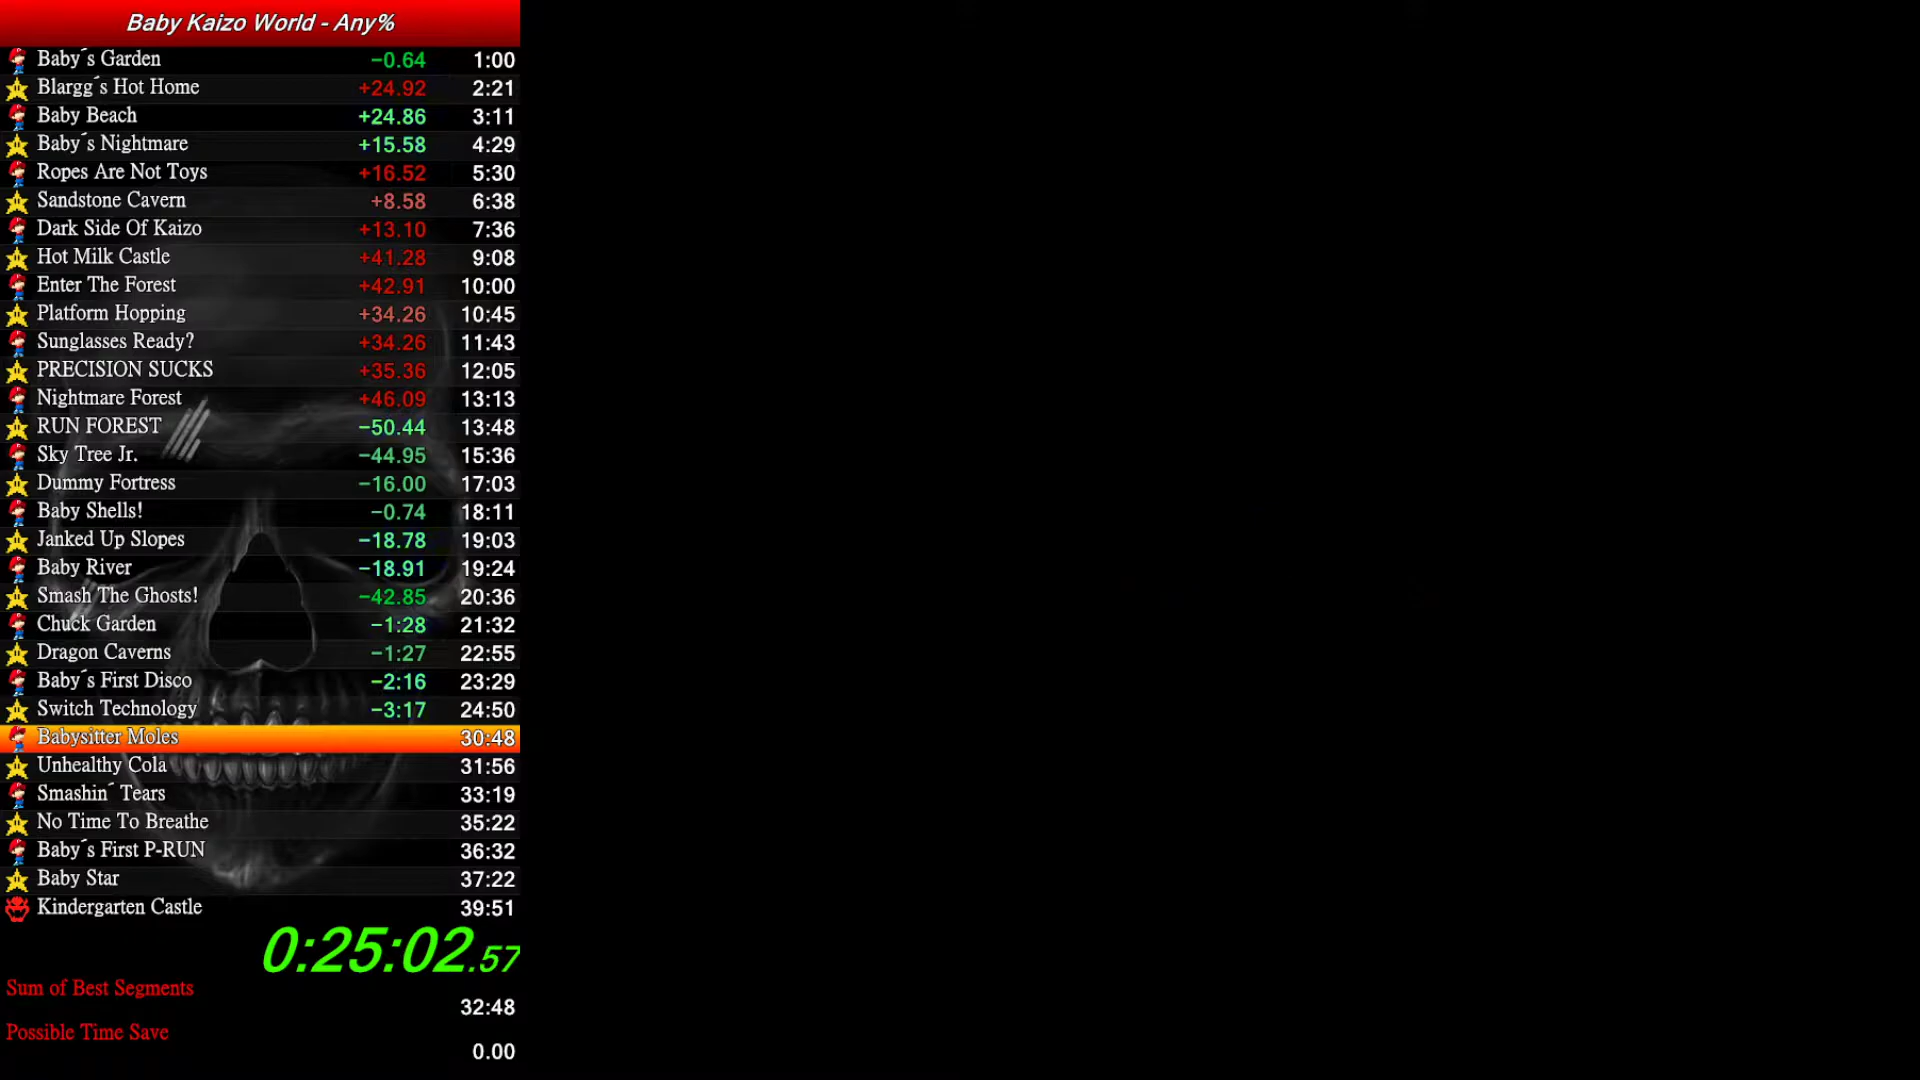 Baby Kaizo World - Any%
Baby´s Garden −0.64 1:00
Blargg´s Hot Home +24.92 2:21
Baby Beach +24.86 3:11
Baby´s Nightmare +15.58 4:29
Ropes Are Not Toys +16.52 5:30
Sandstone Cavern +8.58 6:38
Dark Side Of Kaizo +13.10 7:36
Hot Milk Castle +41.28 9:08
Enter The Forest +42.91 10:00
Platform Hopping +34.26 10:45
Sunglasses Ready? +34.26 11:43
PRECISION SUCKS +35.36 12:05
Nightmare Forest +46.09 13:13
RUN FOREST −50.44 13:48
Sky Tree Jr. −44.95 15:36
Dummy Fortress −16.00 17:03
Baby Shells! −0.74 18:11
Janked Up Slopes −18.78 19:03
Baby River −18.91 19:24
Smash The Ghosts! −42.85 20:36
Chuck Garden −1:28 21:32
Dragon Caverns −1:27 22:55
Baby´s First Disco −2:16 23:29
Switch Technology −3:17 24:50
Babysitter Moles 30:48
Unhealthy Cola 31:56
Smashin´ Tears 33:19
No Time To Breathe 35:22
Baby´s First P-RUN 36:32
Baby Star 37:22
Kindergarten Castle 39:51
0:25:02.57
Sum of Best Segments
32:48
Possible Time Save
0.00